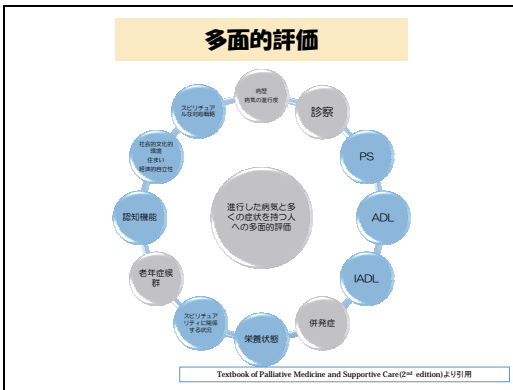 多面的評価
病歴
病気の進行度
診察
PS
ADL
IADL
併発症
栄養状態
スピリチュア
リティに関係
する状況
老年症候
群
認知機能
社会的文化的
環境
住まい
経済的自立性
スピリチュア
ルな対処戦略
進行した病気と多
くの症状を持つ人
への多面的評価
Textbook of Palliative Medicine and Supportive Care(2ⁿᵈ edition)より引用